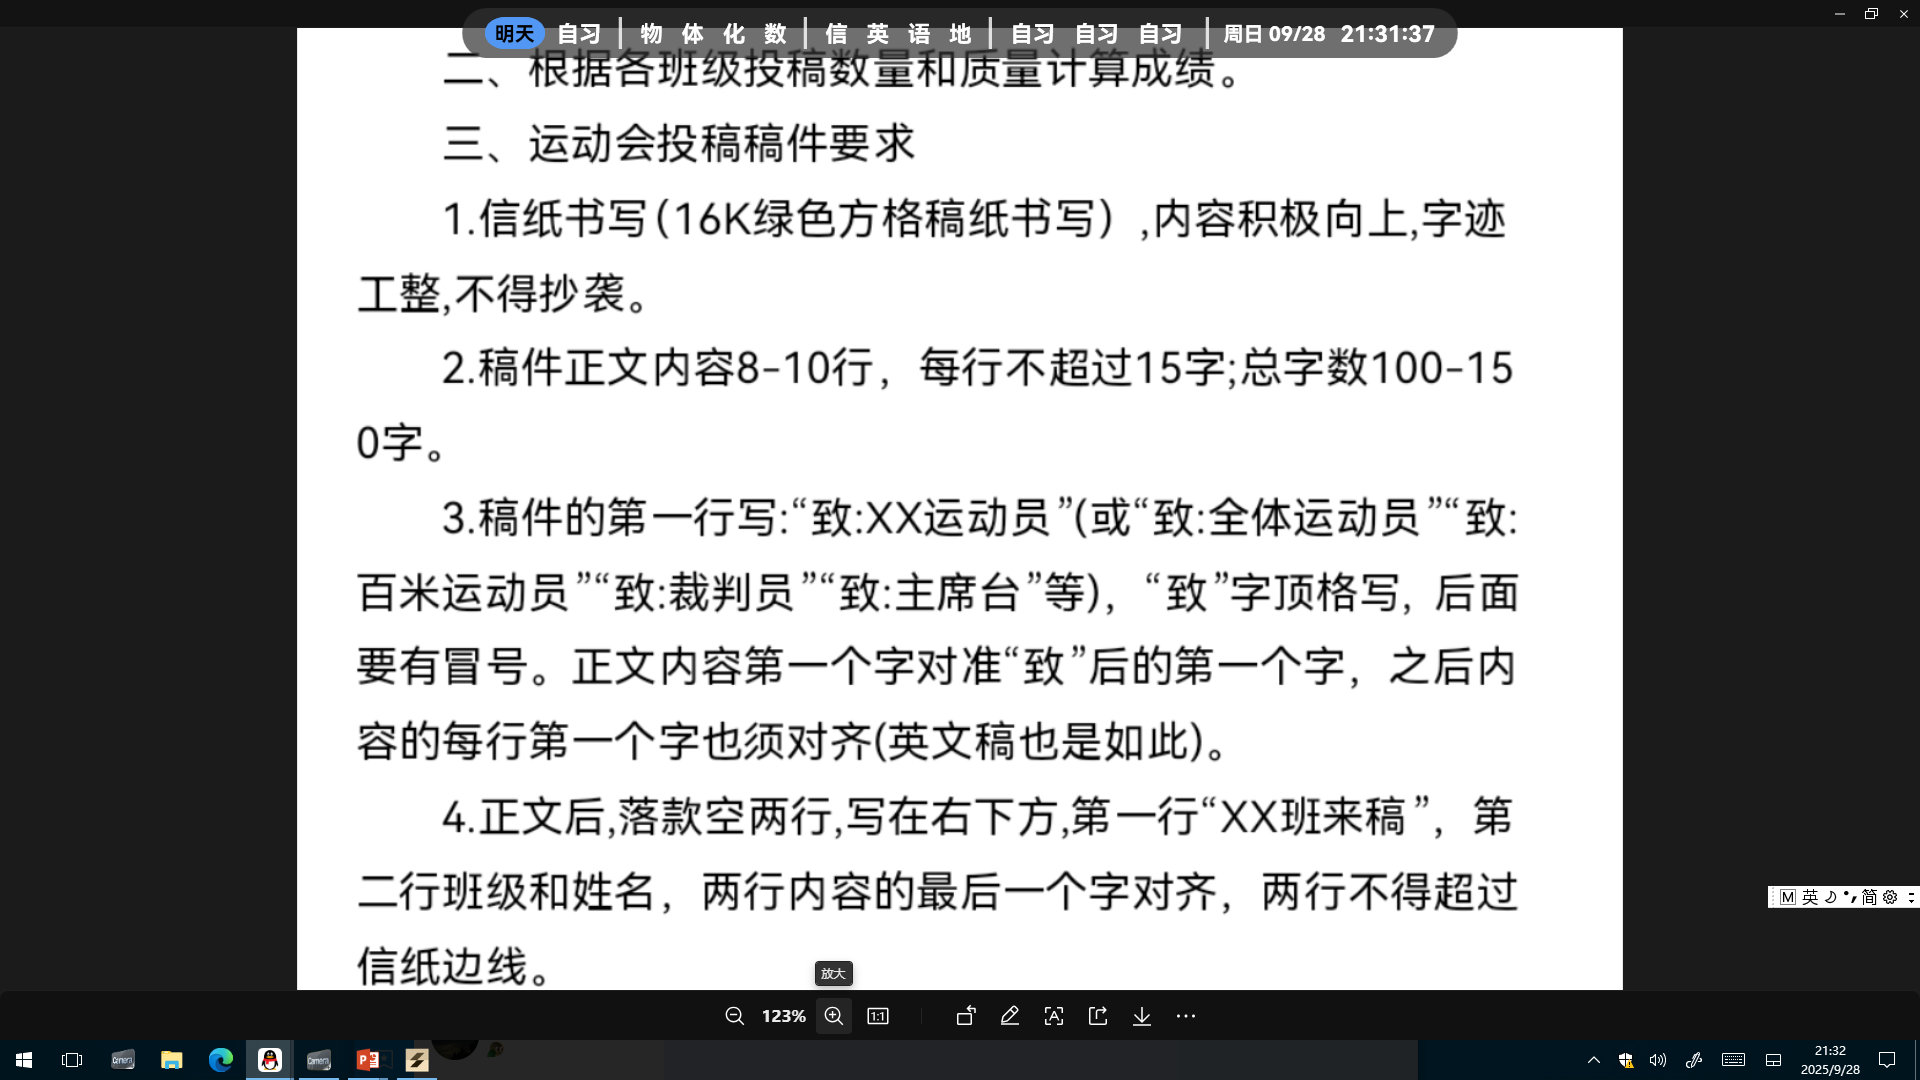 明天 自习 | 物 体 化 数 | 信 英 语 地 | 自习 自习 自习 | 周日 09/28 21:31:37
二、根据各班级投稿数量和质量计算成绩。
三、运动会投稿稿件要求
1.信纸书写(16K绿色方格稿纸书写）,内容积极向上,字迹
工整,不得抄袭。
2.稿件正文内容8-10行，每行不超过15字;总字数100-15
0字。
3.稿件的第一行写:“致:XX运动员”(或“致:全体运动员”“致:
百米运动员”“致:裁判员”“致:主席台”等)，“致”字顶格写，后面
要有冒号。正文内容第一个字对准“致”后的第一个字，之后内
容的每行第一个字也须对齐(英文稿也是如此)。
4.正文后,落款空两行,写在右下方,第一行“XX班来稿”，第
二行班级和姓名，两行内容的最后一个字对齐，两行不得超过
信纸边线。
M 英 简
放大
123% 1:1
Camera Camera
21:32
2025/9/28